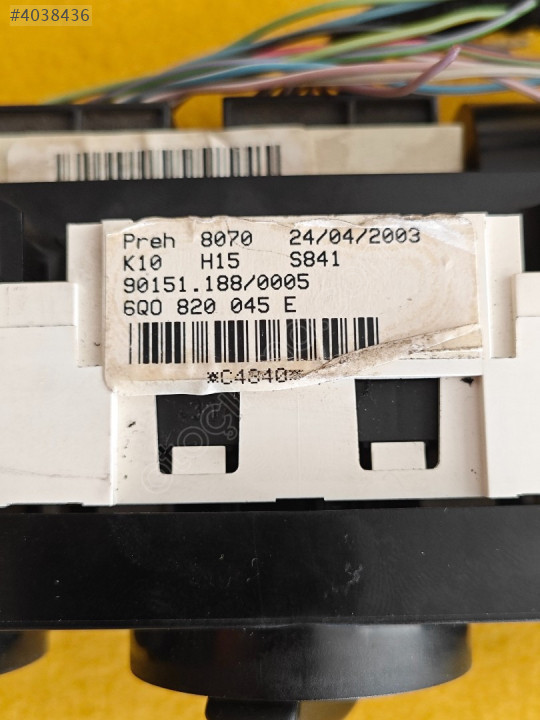 #4038436
Preh 8070 24/04/2003
K10 H15 S841
90151.188/0005
6Q0 820 045 E
*C4840*